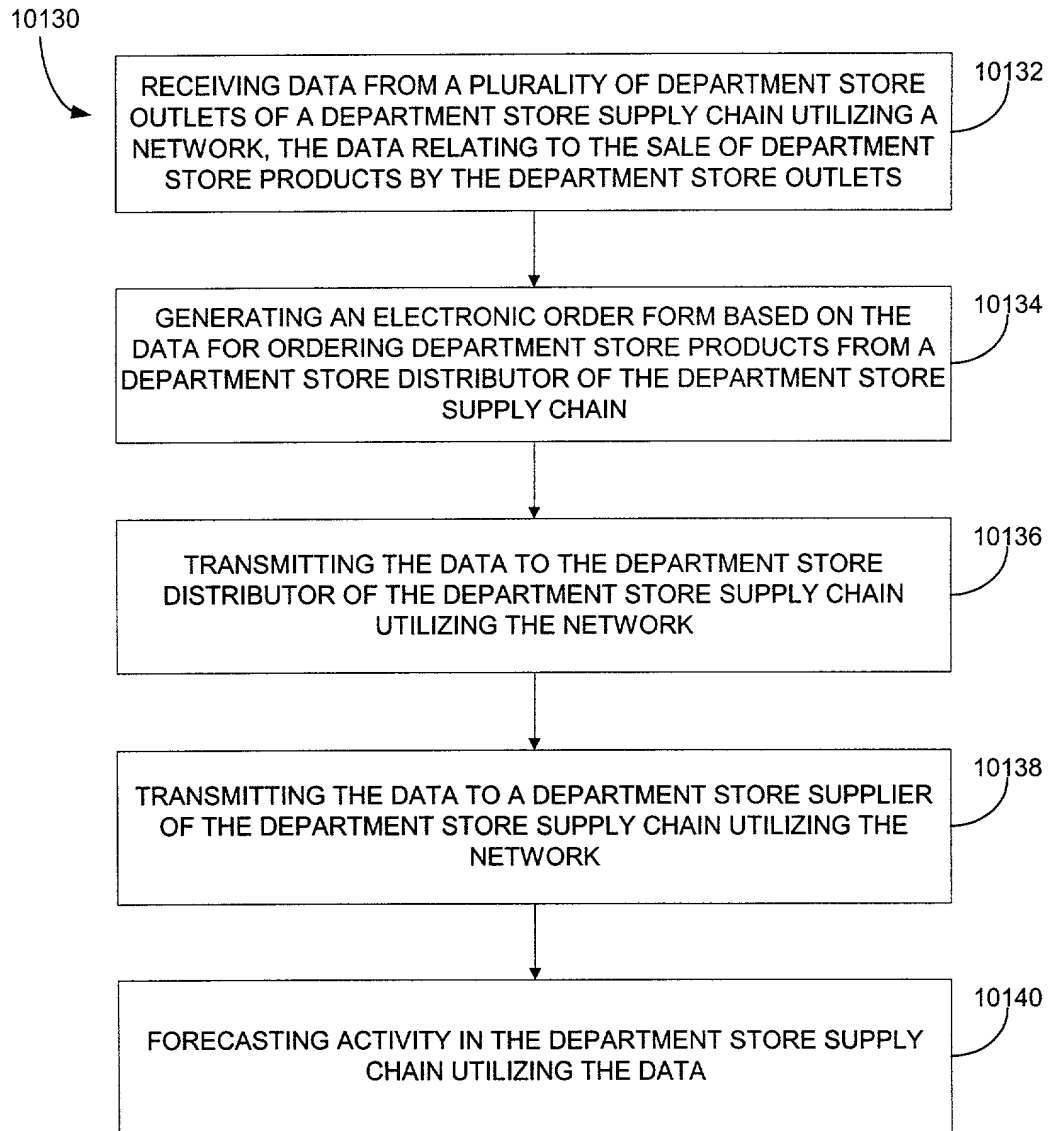 10130
RECEIVING DATA FROM A PLURALITY OF DEPARTMENT STORE
OUTLETS OF A DEPARTMENT STORE SUPPLY CHAIN UTILIZING A
NETWORK, THE DATA RELATING TO THE SALE OF DEPARTMENT
STORE PRODUCTS BY THE DEPARTMENT STORE OUTLETS
10132
GENERATING AN ELECTRONIC ORDER FORM BASED ON THE
DATA FOR ORDERING DEPARTMENT STORE PRODUCTS FROM A
DEPARTMENT STORE DISTRIBUTOR OF THE DEPARTMENT STORE
SUPPLY CHAIN
10134
TRANSMITTING THE DATA TO THE DEPARTMENT STORE
DISTRIBUTOR OF THE DEPARTMENT STORE SUPPLY CHAIN
UTILIZING THE NETWORK
10136
TRANSMITTING THE DATA TO A DEPARTMENT STORE SUPPLIER
OF THE DEPARTMENT STORE SUPPLY CHAIN UTILIZING THE
NETWORK
10138
FORECASTING ACTIVITY IN THE DEPARTMENT STORE SUPPLY
CHAIN UTILIZING THE DATA
10140